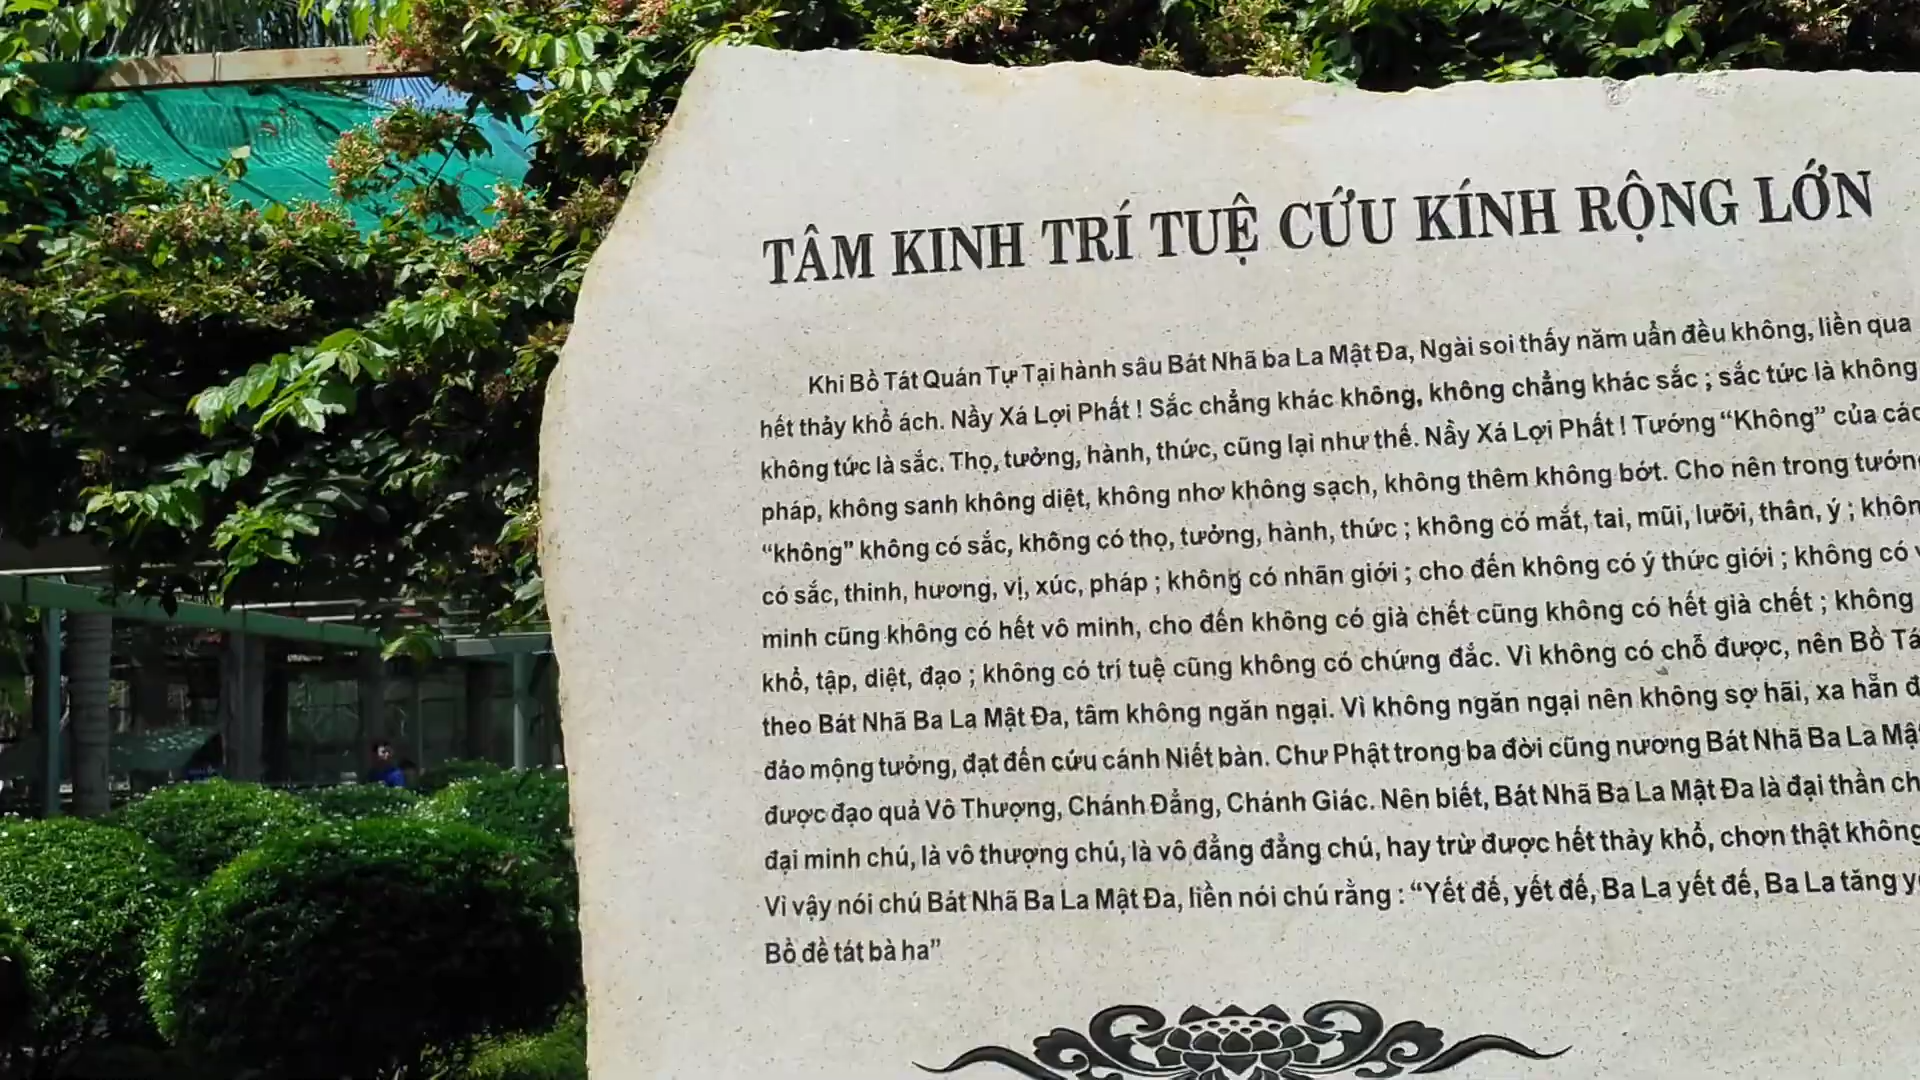 TÂM KINH TRÍ TUỆ CỨU KÍNH RỘNG LỚN
Khi Bồ Tát Quán Tự Tại hành sâu Bát Nhã ba La Mật Đa, Ngài soi thấy năm uẩn đều không, liền qua
hết thảy khổ ách. Nầy Xá Lợi Phất ! Sắc chẳng khác không, không chẳng khác sắc ; sắc tức là không
không tức là sắc. Thọ, tưởng, hành, thức, cũng lại như thế. Nầy Xá Lợi Phất ! Tướng “Không” của các
pháp, không sanh không diệt, không nhơ không sạch, không thêm không bớt. Cho nên trong tướng
“không” không có sắc, không có thọ, tưởng, hành, thức ; không có mắt, tai, mũi, lưỡi, thân, ý ;
có sắc, thinh, hương, vị, xúc, pháp ; không có nhãn giới ; cho đến không có ý thức giới ; không có
minh cũng không có hết vô minh, cho đến không có già chết cũng không có hết già chết ; không
khổ, tập, diệt, đạo ; không có trí tuệ cũng không có chứng đắc. Vì không có chỗ được, nên Bồ
theo Bát Nhã Ba La Mật Đa, tâm không ngăn ngại. Vì không ngăn ngại nên không sợ hãi, xa hẵn
đảo mộng tưởng, đạt đến cứu cánh Niết bàn. Chư Phật trong ba đời cũng nương Bát Nhã Ba La
được đạo quả Vô Thượng, Chánh Đẳng, Chánh Giác. Nên biết, Bát Nhã Ba La Mật Đa là đại thần
đại minh chú, là vô thượng chú, là vô đẳng đẳng chú, hay trừ được hết thảy khổ, chơn thật không
Vì vậy nói chú Bát Nhã Ba La Mật Đa, liền nói chú rằng : “Yết đế, yết đế, Ba La yết đế, Ba La tăng
Bồ đề tát bà ha”